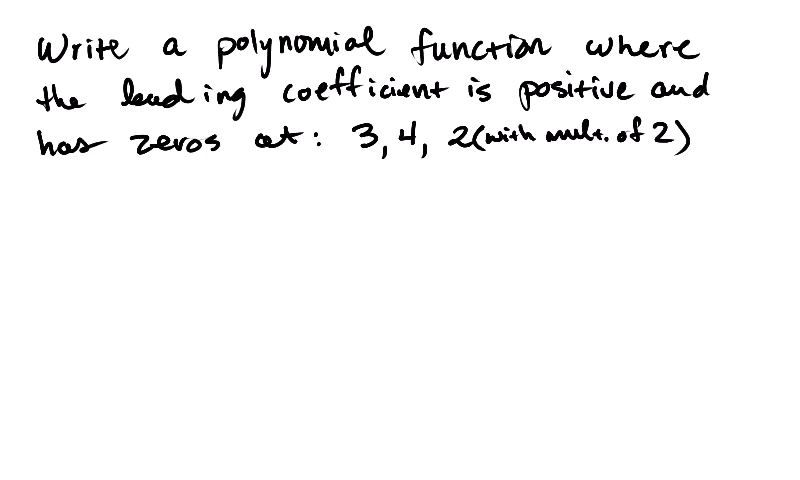 Write a polynomial function where
the leading coefficient is positive and
has zeros at: 3, 4, 2(with mult. of 2)